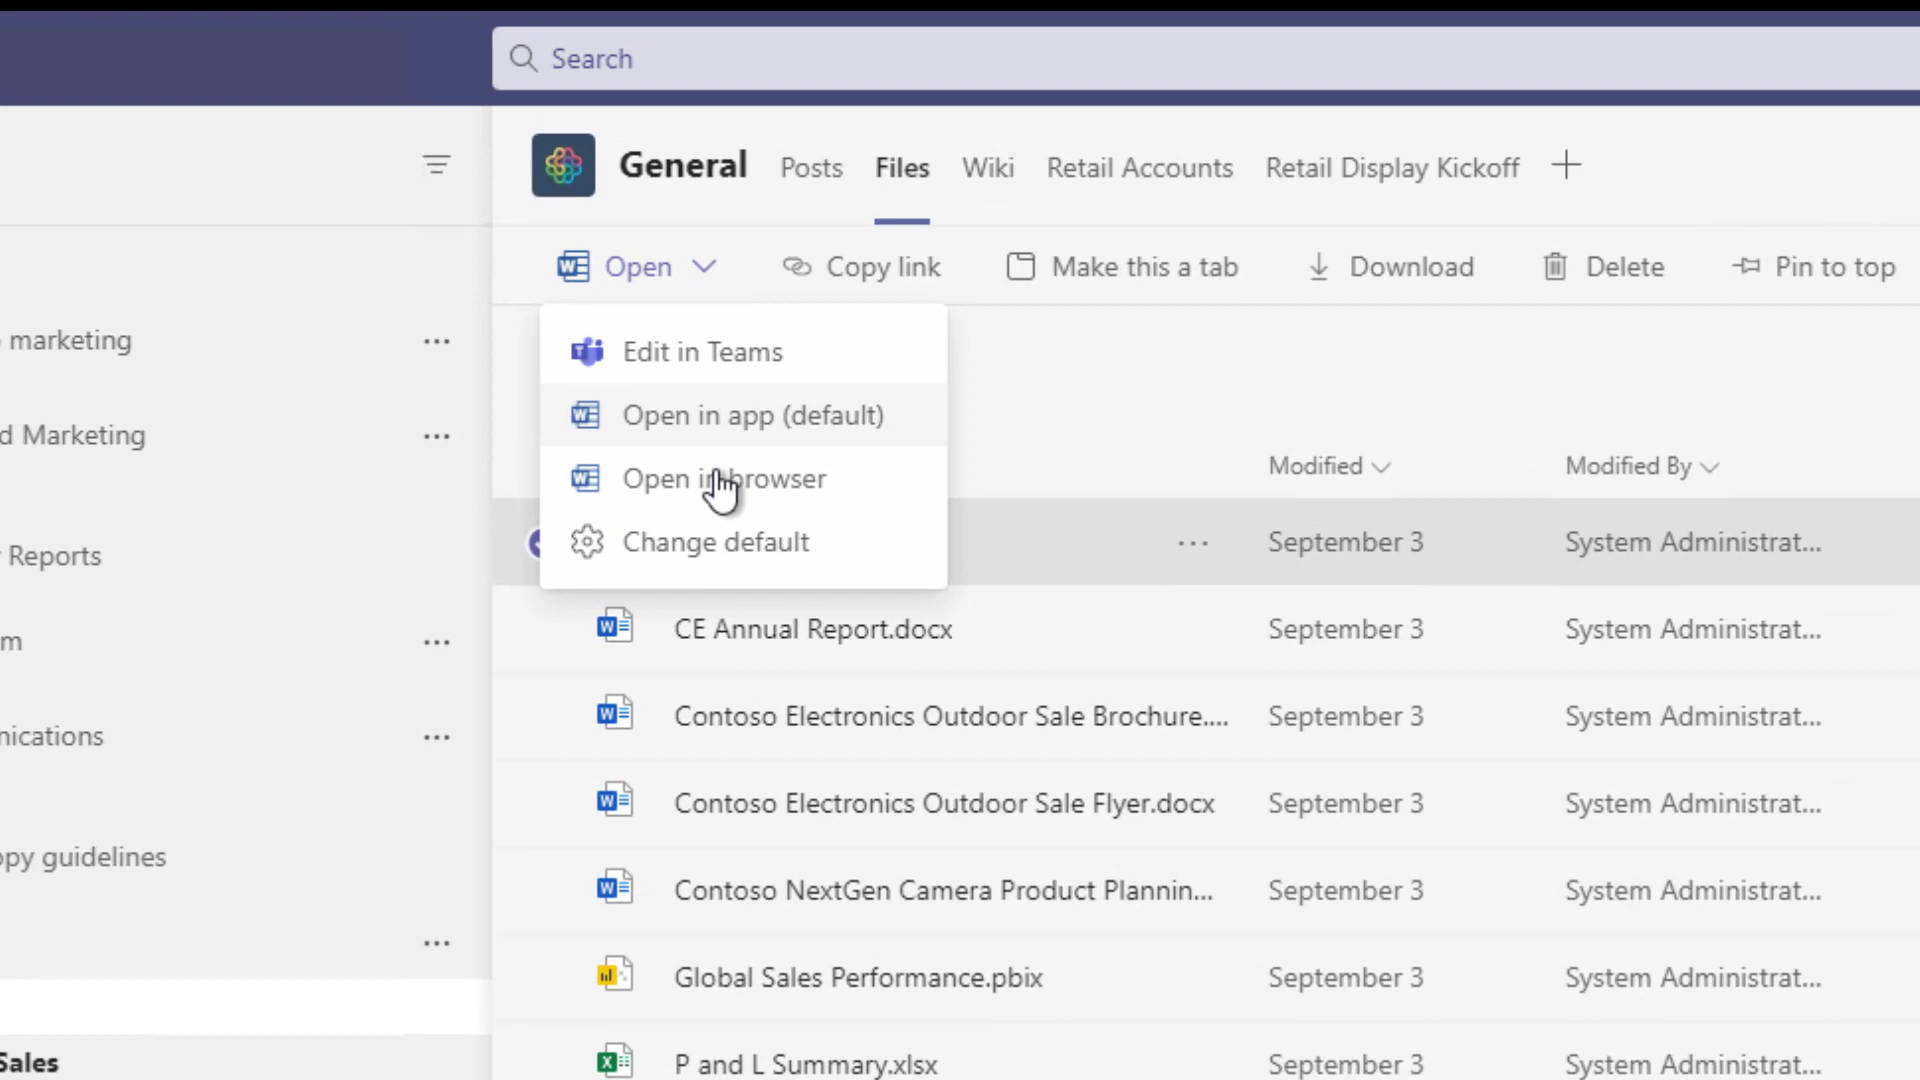 Search
General Posts Files Wiki Retail Accounts Retail Display Kickoff
Open Copy link Make this a tab Download Delete Pin to top
marketing
d Marketing
Reports
m
nications
opy guidelines
Sales
Edit in Teams
Open in app (default)
Open in browser
Change default
Modified Modified By
September 3 System Administrat...
CE Annual Report.docx September 3 System Administrat...
Contoso Electronics Outdoor Sale Brochure.... September 3 System Administrat...
Contoso Electronics Outdoor Sale Flyer.docx September 3 System Administrat...
Contoso NextGen Camera Product Plannin... September 3 System Administrat...
Global Sales Performance.pbix September 3 System Administrat...
P and L Summary.xlsx September 3 System Administrat...